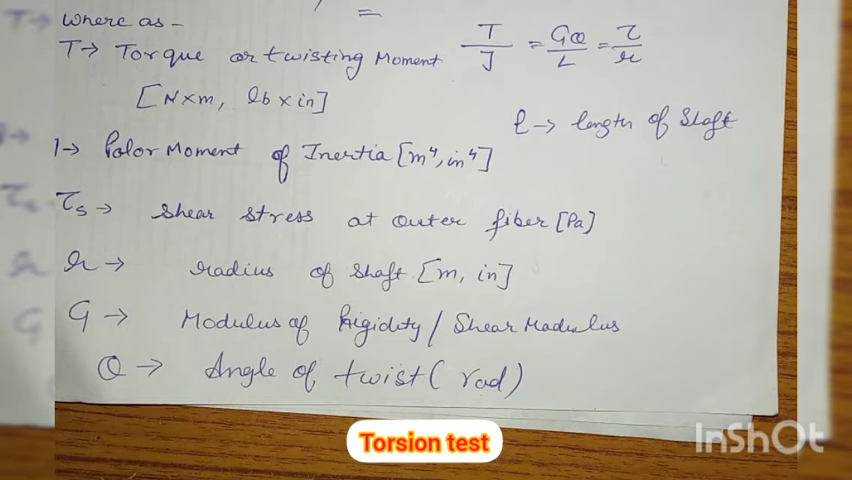 Where as -
T → Torque or twisting Moment
T/J = Gθ/L = τ/r
[N×m, lb×in]
l → length of Shaft
J → Polor Moment of Inertia [m⁴, in⁴]
τs → Shear stress at outer fiber [Pa]
r → radius of shaft [m, in]
G → Modulus of Rigidity / Shear Modulus
θ → Angle of twist (rad)
Torsion test
InShOt